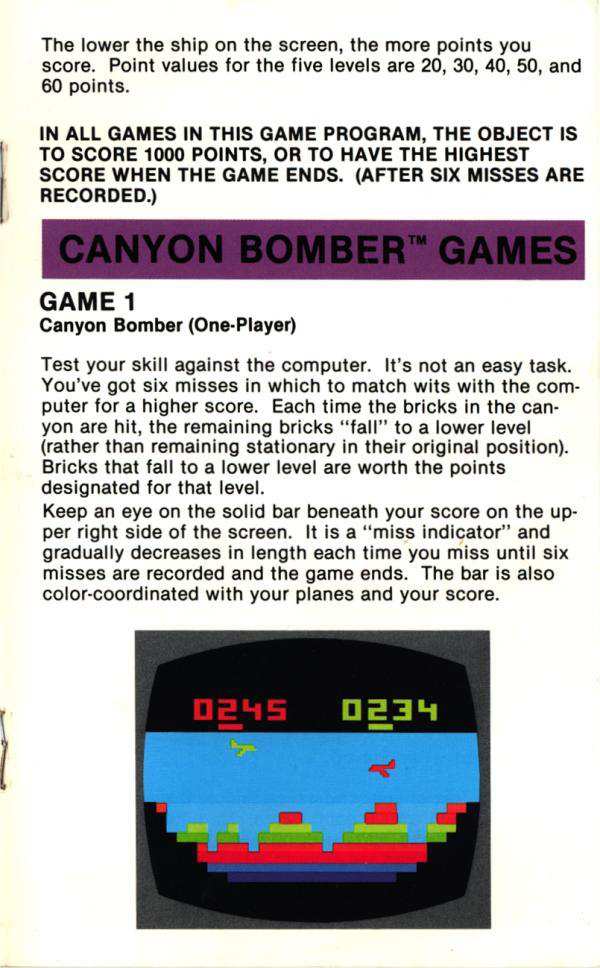 The lower the ship on the screen, the more points you
score. Point values for the five levels are 20, 30, 40, 50, and
60 points.
IN ALL GAMES IN THIS GAME PROGRAM, THE OBJECT IS
TO SCORE 1000 POINTS, OR TO HAVE THE HIGHEST
SCORE WHEN THE GAME ENDS. (AFTER SIX MISSES ARE
RECORDED.)
CANYON BOMBER™ GAMES
GAME 1
Canyon Bomber (One-Player)
Test your skill against the computer. It's not an easy task.
You've got six misses in which to match wits with the com-
puter for a higher score. Each time the bricks in the can-
yon are hit, the remaining bricks "fall" to a lower level
(rather than remaining stationary in their original position).
Bricks that fall to a lower level are worth the points
designated for that level.
Keep an eye on the solid bar beneath your score on the up-
per right side of the screen. It is a "miss indicator" and
gradually decreases in length each time you miss until six
misses are recorded and the game ends. The bar is also
color-coordinated with your planes and your score.
0245 0234